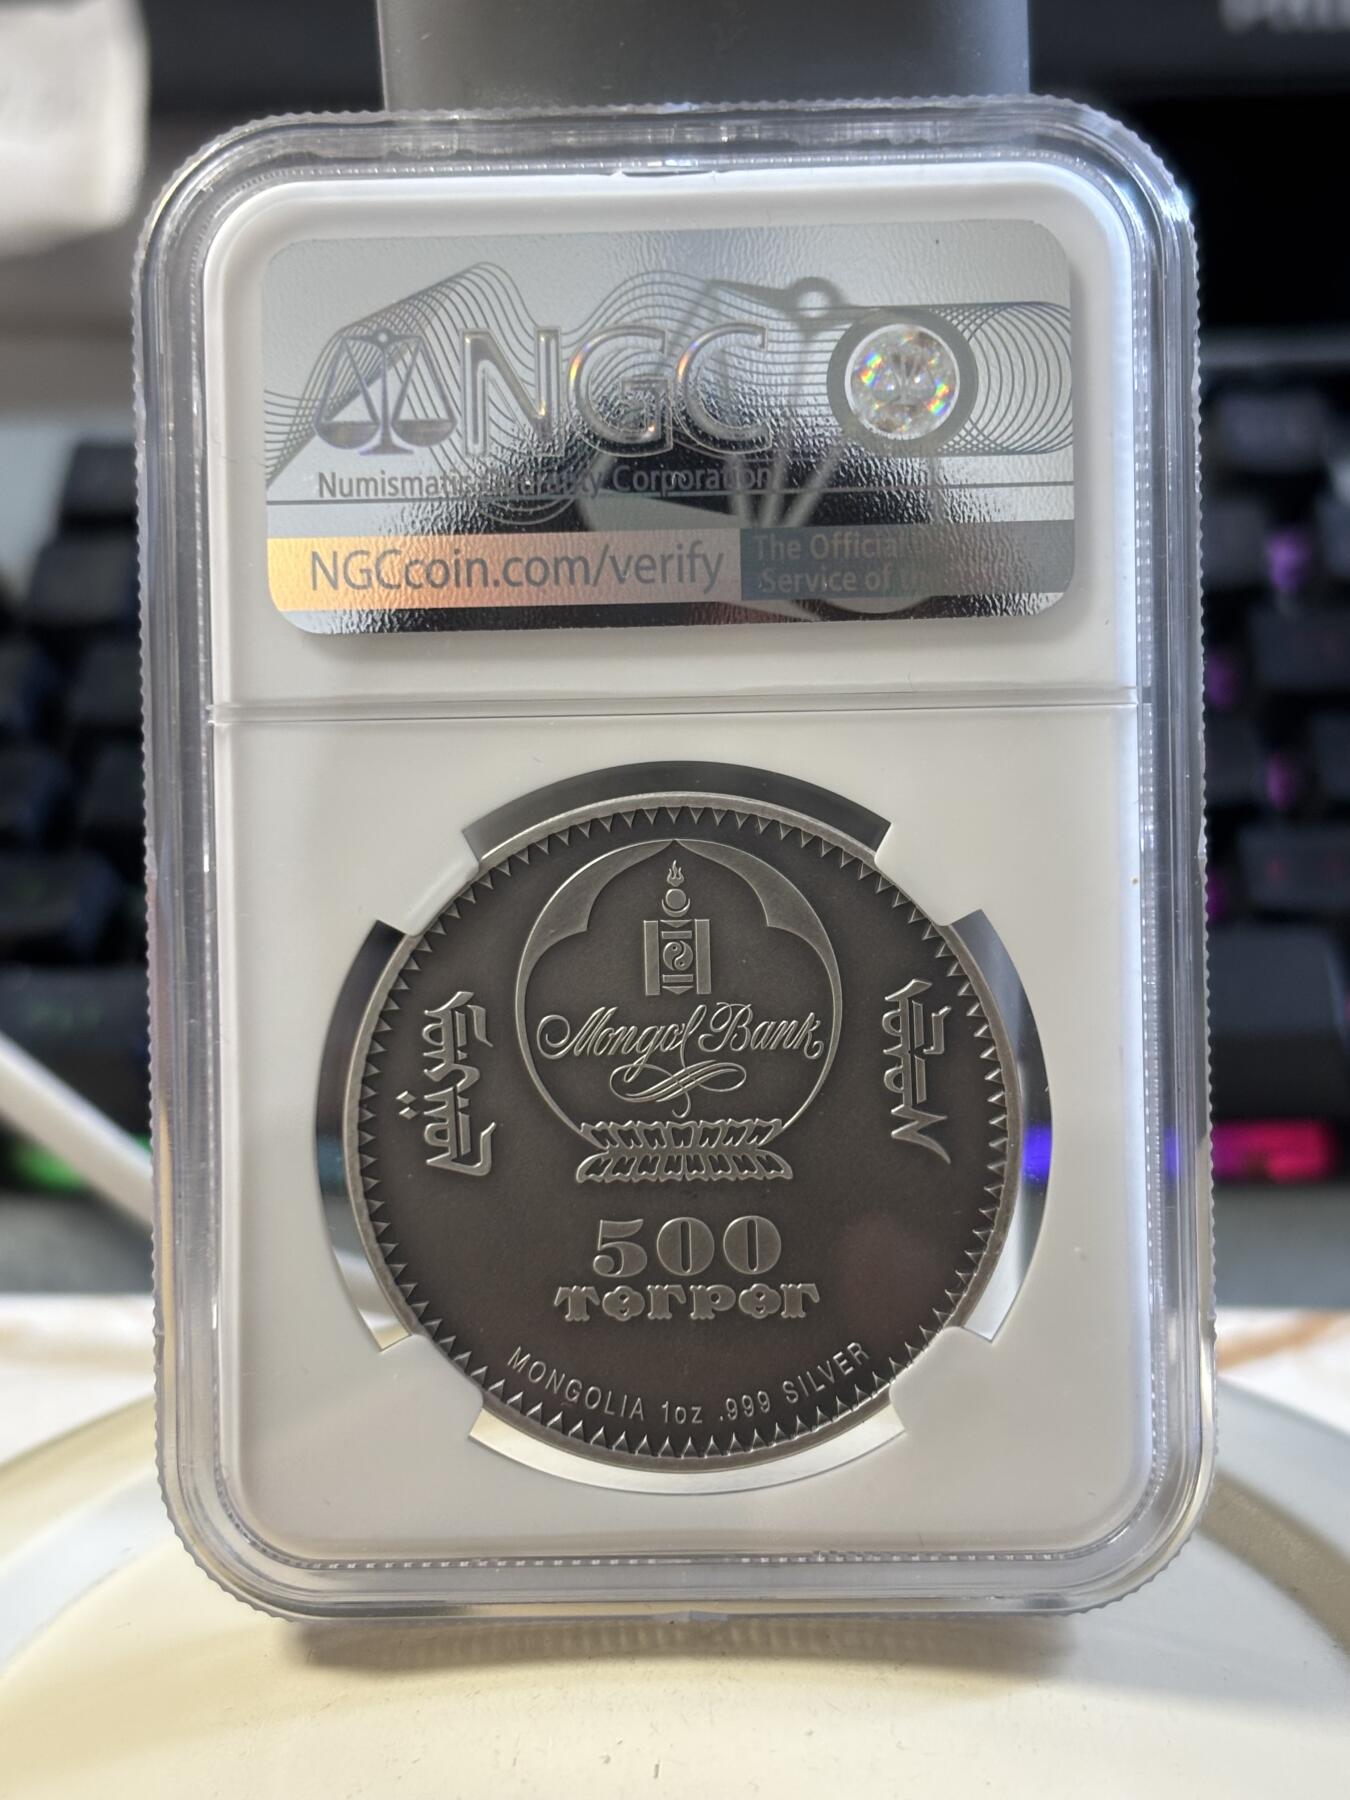 NGC
Numismatic Guaranty Corporation
NGCcoin.com/verify
The Official
Service of the
Mongol Bank
500
ТӨГРӨГ
MONGOLIA 1oz .999 SILVER